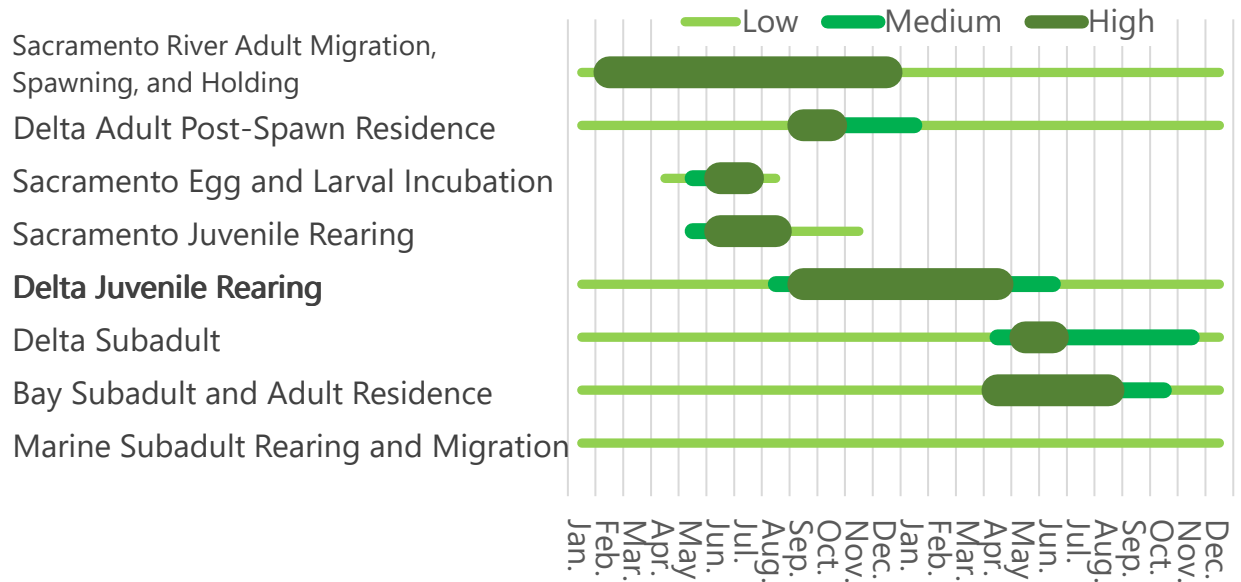 Low Medium High
Sacramento River Adult Migration,
Spawning, and Holding
Delta Adult Post-Spawn Residence
Sacramento Egg and Larval Incubation
Sacramento Juvenile Rearing
Delta Juvenile Rearing
Delta Subadult
Bay Subadult and Adult Residence
Marine Subadult Rearing and Migration
Jan.
Feb.
Mar.
Apr.
May
Jun.
Jul.
Aug.
Sep.
Oct.
Nov.
Dec.
Jan.
Feb.
Mar.
Apr.
May
Jun.
Jul.
Aug.
Sep.
Oct.
Nov.
Dec.